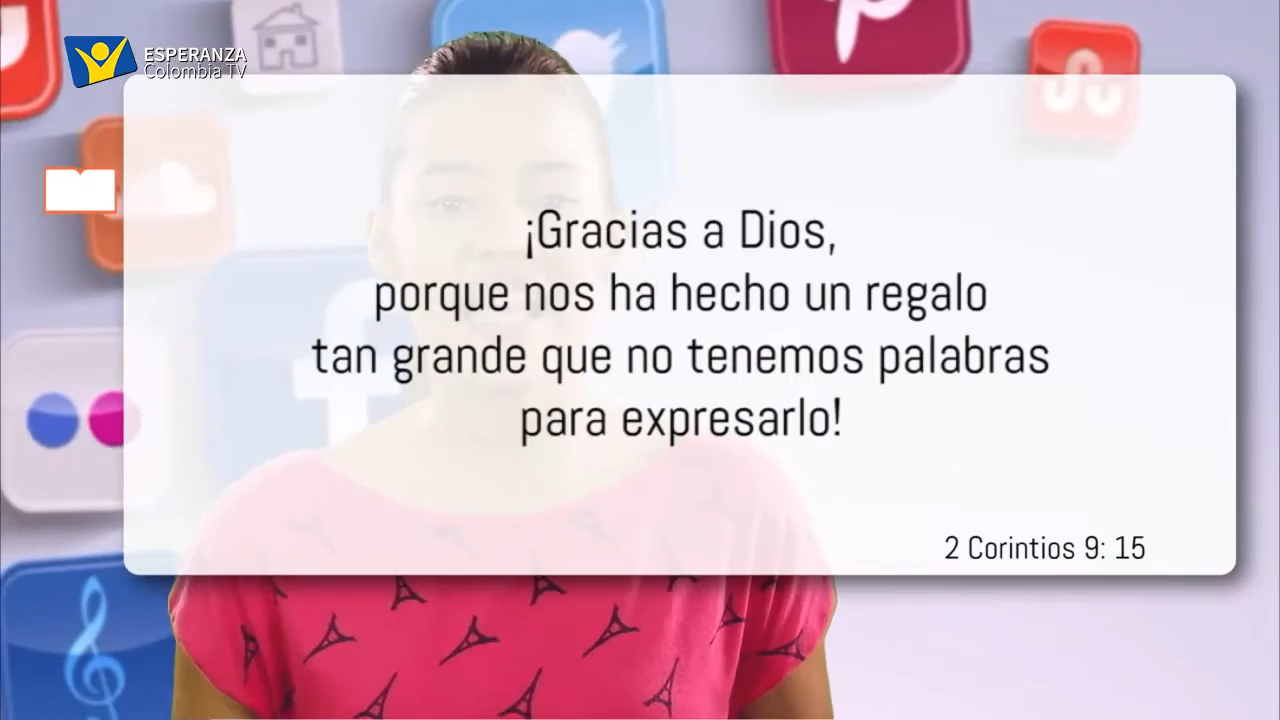 ESPERANZA
Colombia TV
¡Gracias a Dios,
porque nos ha hecho un regalo
tan grande que no tenemos palabras
para expresarlo!
2 Corintios 9: 15